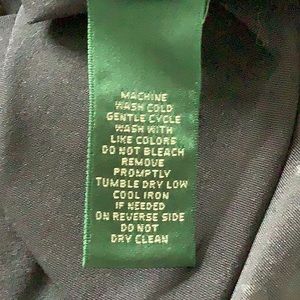 MACHINE
WASH COLD
GENTLE CYCLE
WASH WITH
LIKE COLORS
DO NOT BLEACH
REMOVE
PROMPTLY
TUMBLE DRY LOW
COOL IRON
IF NEEDED
ON REVERSE SIDE
DO NOT
DRY CLEAN